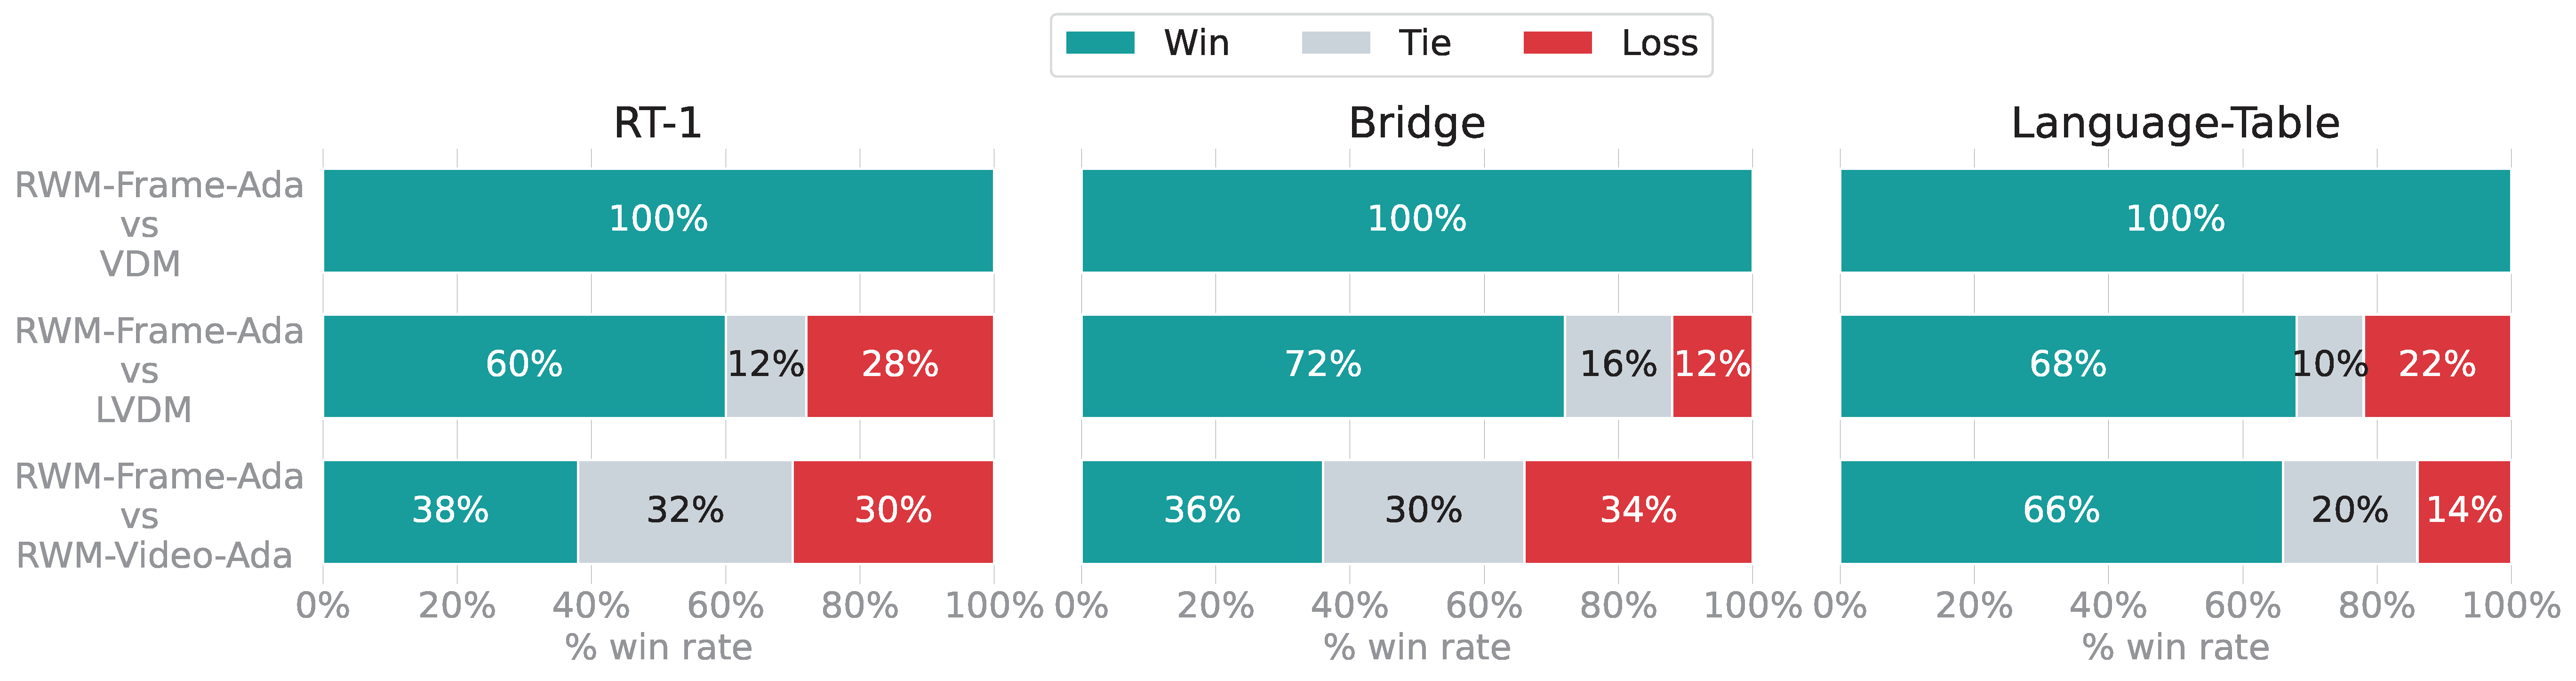 Win Tie Loss
RT-1 Bridge Language-Table
RWM-Frame-Ada
vs
VDM
100% 100% 100%
RWM-Frame-Ada
vs
LVDM
60% 12% 28% 72% 16% 12% 68% 10% 22%
RWM-Frame-Ada
vs
RWM-Video-Ada
38% 32% 30% 36% 30% 34% 66% 20% 14%
0% 20% 40% 60% 80% 100% 0% 20% 40% 60% 80% 100% 0% 20% 40% 60% 80% 100%
% win rate % win rate % win rate